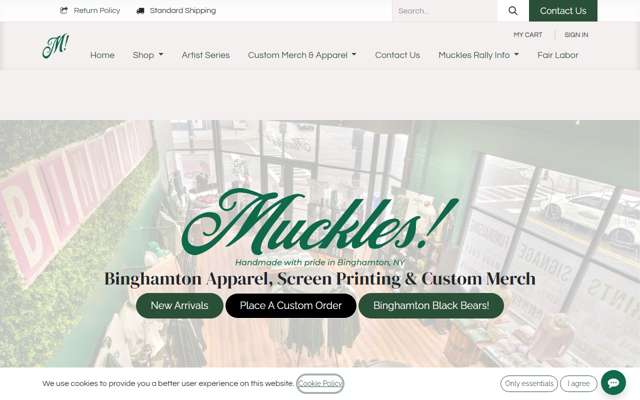 Return Policy
Standard Shipping
Search...
Contact Us
M!
MY CART
SIGN IN
Home
Shop
Artist Series
Custom Merch & Apparel
Contact Us
Muckles Rally Info
Fair Labor
Muckles!
Handmade with pride in Binghamton, NY
Binghamton Apparel, Screen Printing & Custom Merch
New Arrivals
Place A Custom Order
Binghamton Black Bears!
We use cookies to provide you a better user experience on this website. Cookie Policy
Only essentials
I agree